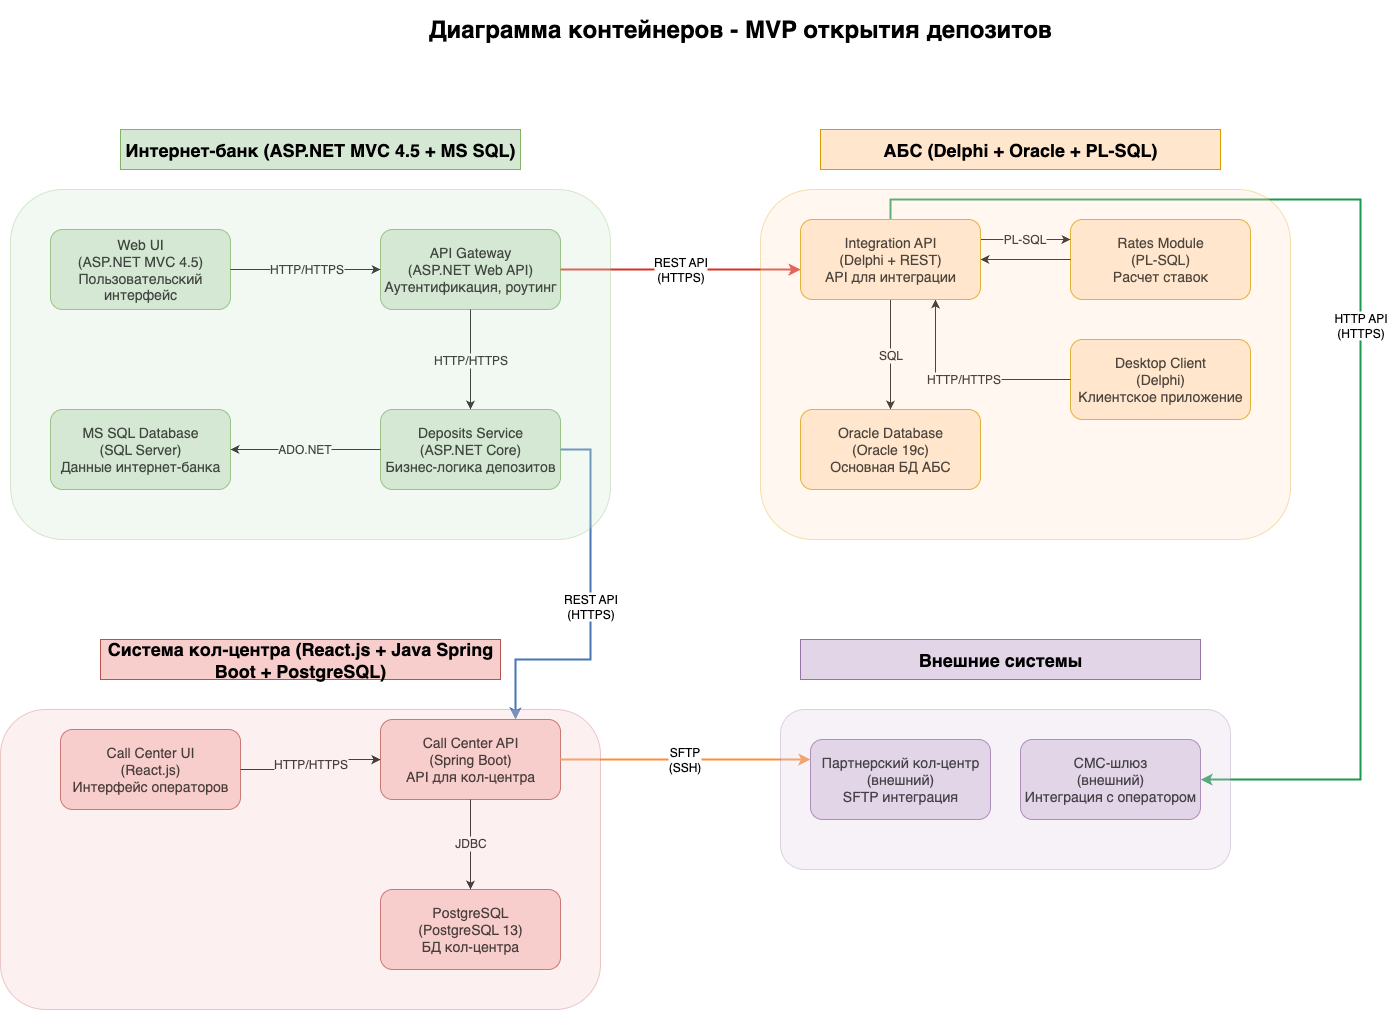 Диаграмма контейнеров - MVP открытия депозитов
Интернет-банк (ASP.NET MVC 4.5 + MS SQL)
Web UI
(ASP.NET MVC 4.5)
Пользовательский
интерфейс
HTTP/HTTPS
API Gateway
(ASP.NET Web API)
Аутентификация, роутинг
HTTP/HTTPS
MS SQL Database
(SQL Server)
Данные интернет-банка
ADO.NET
Deposits Service
(ASP.NET Core)
Бизнес-логика депозитов
REST API
(HTTPS)
АБС (Delphi + Oracle + PL-SQL)
Integration API
(Delphi + REST)
API для интеграции
PL-SQL
Rates Module
(PL-SQL)
Расчет ставок
SQL
HTTP/HTTPS
Desktop Client
(Delphi)
Клиентское приложение
Oracle Database
(Oracle 19c)
Основная БД АБС
HTTP API
(HTTPS)
REST API
(HTTPS)
Система кол-центра (React.js + Java Spring
Boot + PostgreSQL)
Call Center UI
(React.js)
Интерфейс операторов
HTTP/HTTPS
Call Center API
(Spring Boot)
API для кол-центра
JDBC
PostgreSQL
(PostgreSQL 13)
БД кол-центра
SFTP
(SSH)
Внешние системы
Партнерский кол-центр
(внешний)
SFTP интеграция
СМС-шлюз
(внешний)
Интеграция с оператором